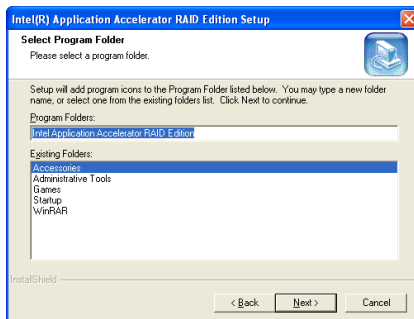 Intel(R) Application Accelerator RAID Edition Setup
Select Program Folder
Please select a program folder.
Setup will add program icons to the Program Folder listed below. You may type a new folder
name, or select one from the existing folders list. Click Next to continue.
Program Folders:
Intel Application Accelerator RAID Edition
Existing Folders:
Accessories
Administrative Tools
Games
Startup
WinRAR
InstallShield
< Back
Next >
Cancel